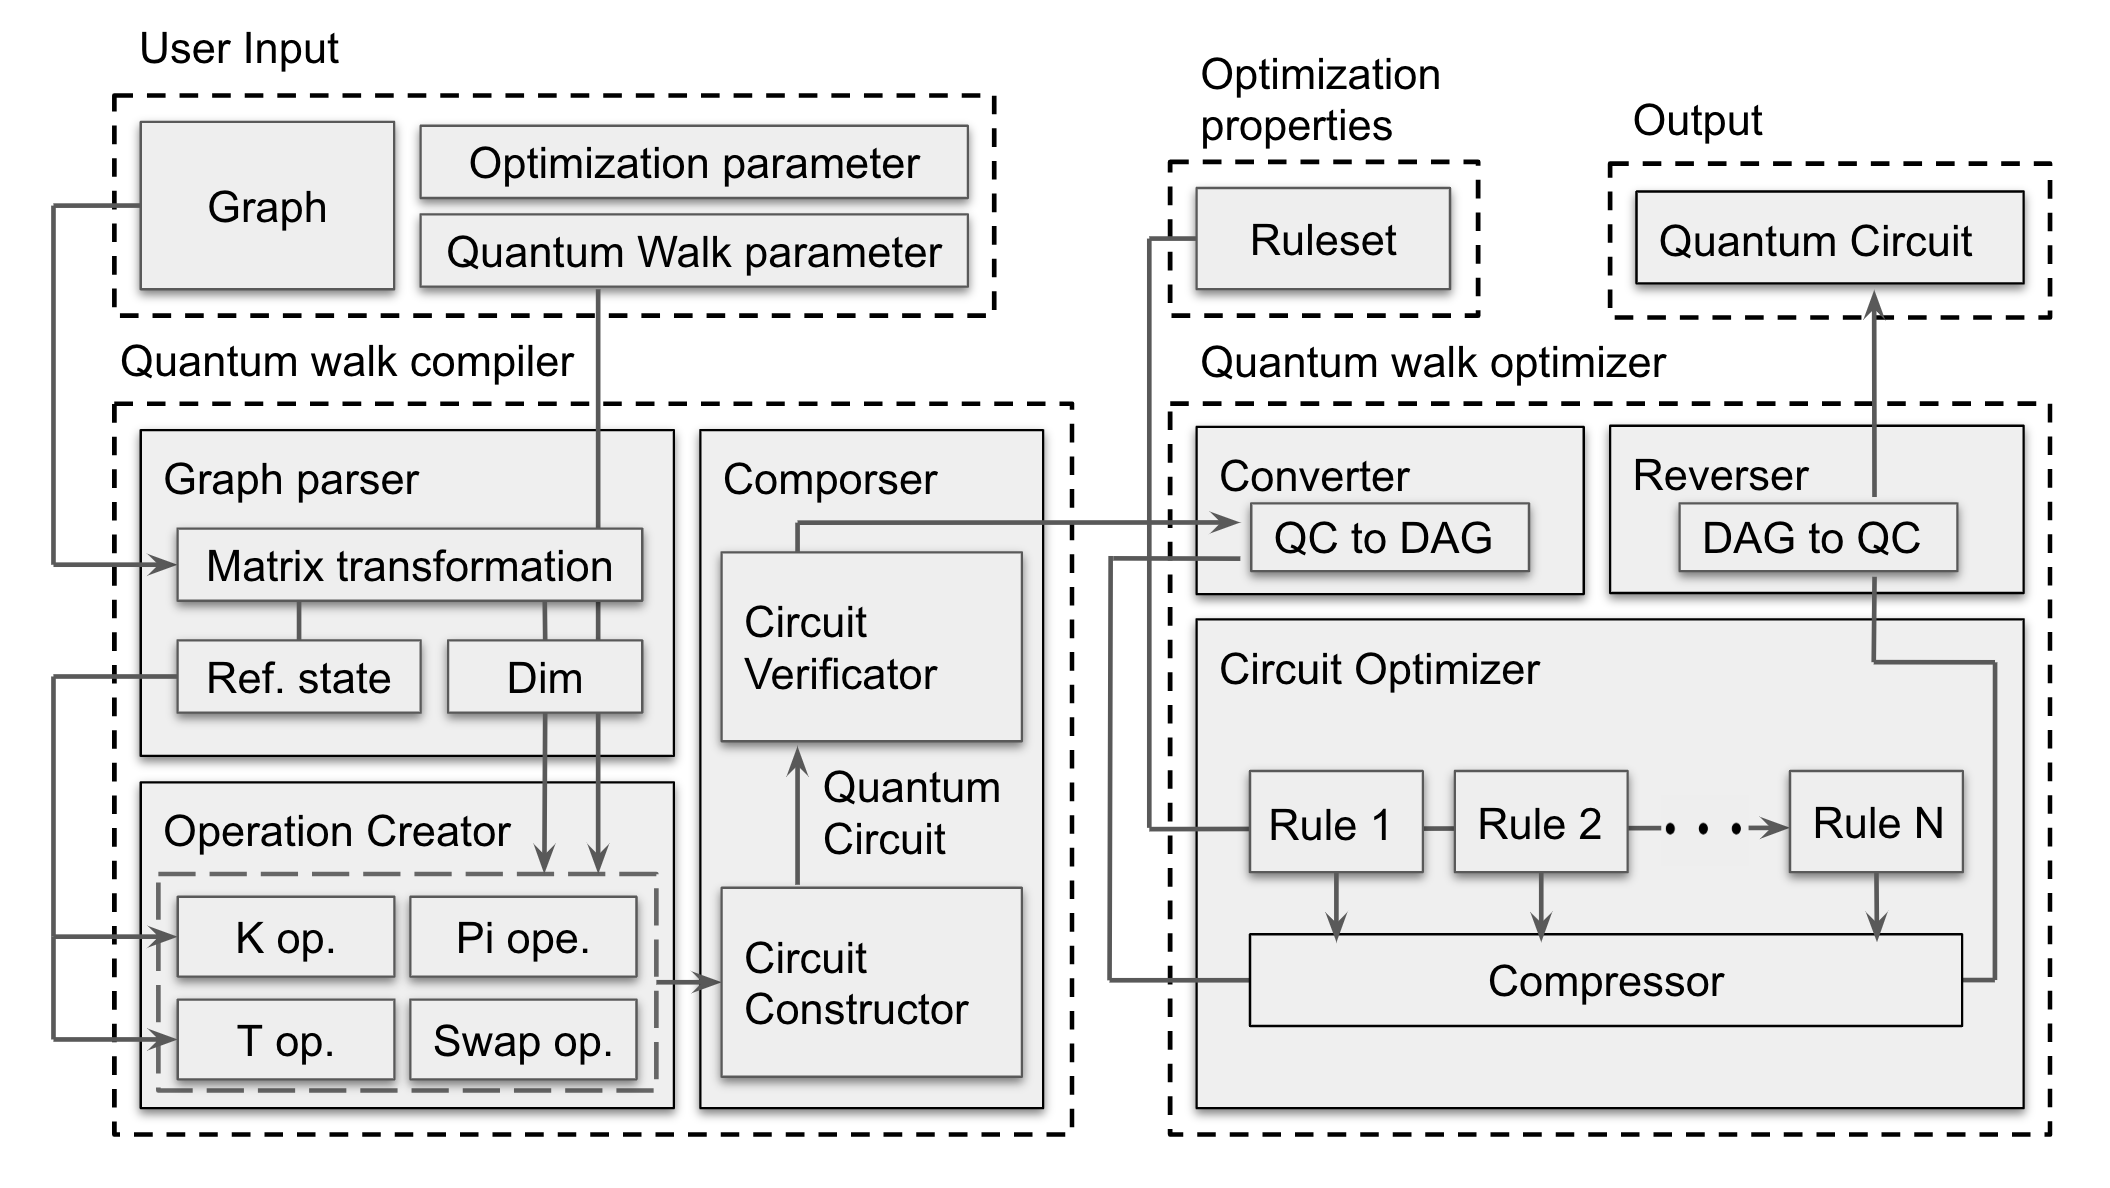 User Input
Graph
Optimization parameter
Quantum Walk parameter
Quantum walk compiler
Graph parser
Matrix transformation
Ref. state
Dim
Operation Creator
K op.
Pi ope.
T op.
Swap op.
Comporser
Circuit
Verificator
Quantum
Circuit
Circuit
Constructor
Optimization
properties
Ruleset
Output
Quantum Circuit
Quantum walk optimizer
Converter
QC to DAG
Reverser
DAG to QC
Circuit Optimizer
Rule 1
Rule 2
• • •
Rule N
Compressor